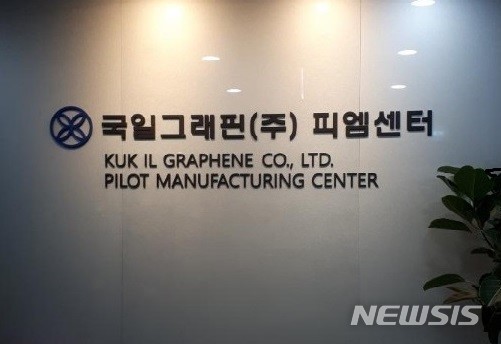 국일그래핀(주) 피엠센터
KUK IL GRAPHENE CO., LTD.
PILOT MANUFACTURING CENTER
NEWSIS